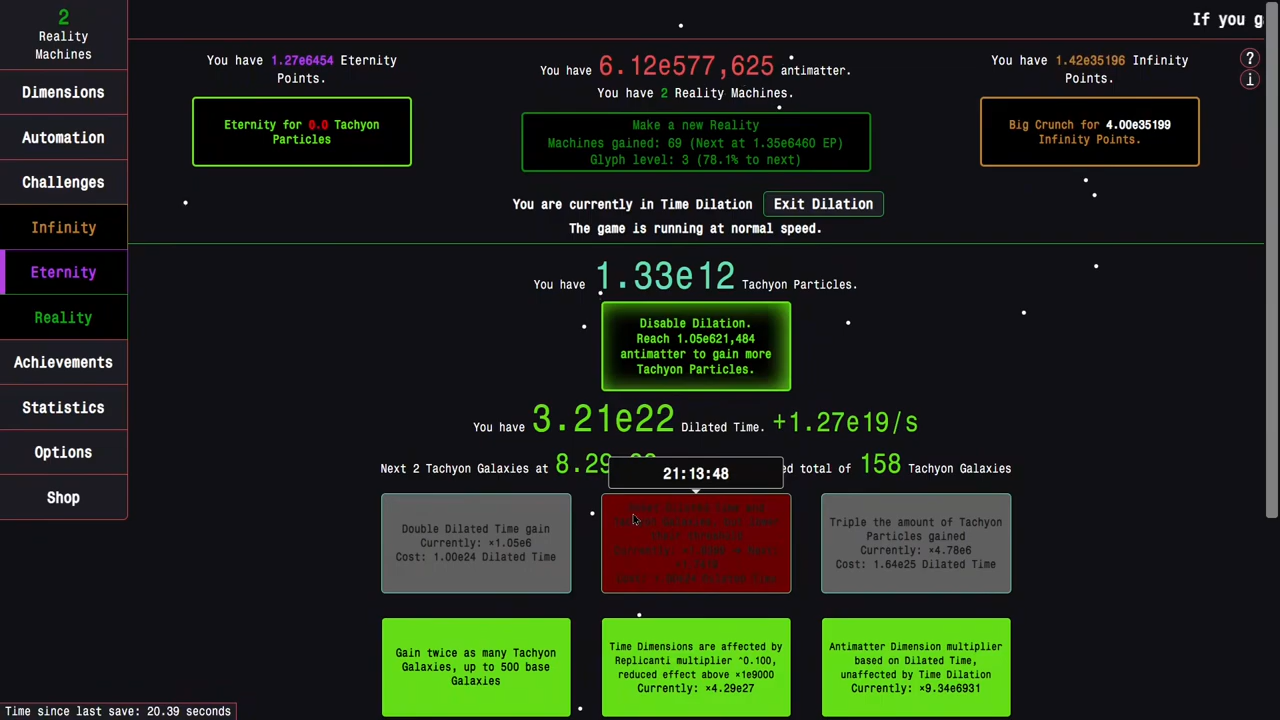 2
Reality
Machines
Dimensions
Automation
Challenges
Infinity
Eternity
Reality
Achievements
Statistics
Options
Shop
If you g
You have 1.27e6454 Eternity
Points.
Eternity for 0.0 Tachyon
Particles
You have 6.12e577,625 antimatter.
You have 2 Reality Machines.
Make a new Reality
Machines gained: 69 (Next at 1.35e6460 EP)
Glyph level: 3 (78.1% to next)
You have 1.42e35196 Infinity
Points.
Big Crunch for 4.00e35199
Infinity Points.
?
i
You are currently in Time Dilation Exit Dilation
The game is running at normal speed.
You have 1.33e12 Tachyon Particles.
Disable Dilation.
Reach 1.05e621,484
antimatter to gain more
Tachyon Particles.
You have 3.21e22 Dilated Time. +1.27e19/s
Next 2 Tachyon Galaxies at 8.29 total of 158 Tachyon Galaxies
21:13:48
Double Dilated Time gain
Currently: ×1.05e6
Cost: 1.00e24 Dilated Time
Triple the amount of Tachyon
Particles gained
Currently: ×4.78e6
Cost: 1.64e25 Dilated Time
Gain twice as many Tachyon
Galaxies, up to 500 base
Galaxies
Time Dimensions are affected by
Replicanti multiplier ^0.100,
reduced effect above ×1e9000
Currently: ×4.29e27
Antimatter Dimension multiplier
based on Dilated Time,
unaffected by Time Dilation
Currently: ×9.34e6931
Time since last save: 20.39 seconds